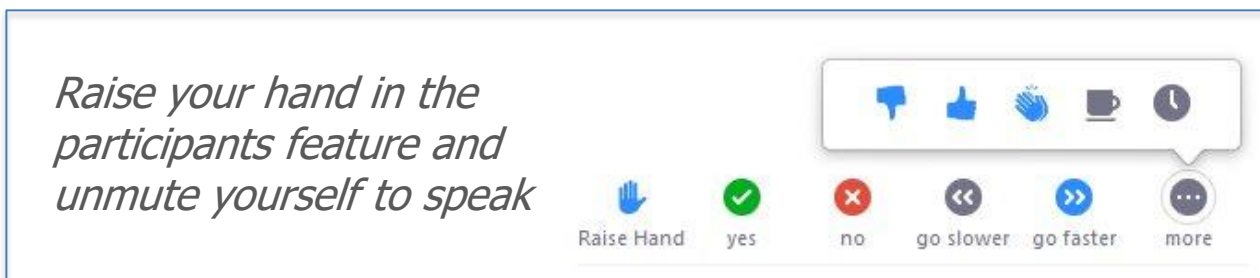 Raise your hand in the
participants feature and
unmute yourself to speak
Raise Hand yes no go slower go faster more